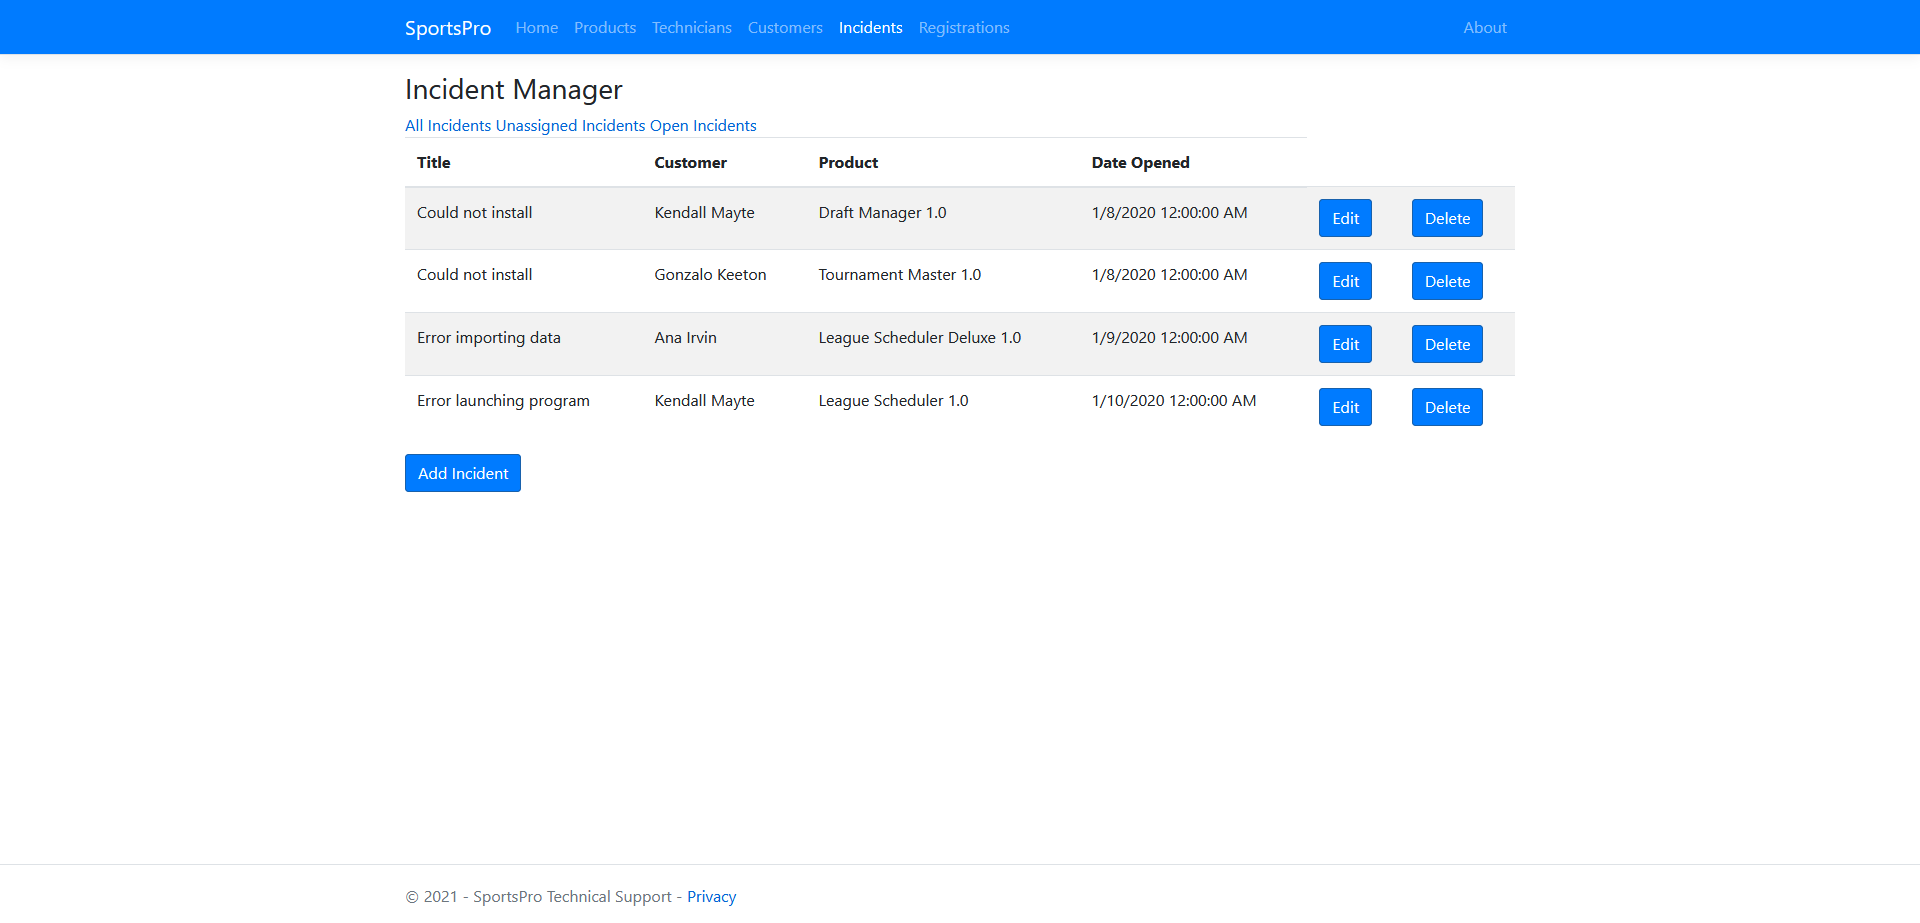 SportsPro Home Products Technicians Customers Incidents Registrations About
Incident Manager
All Incidents Unassigned Incidents Open Incidents
Title Customer Product Date Opened
Could not install Kendall Mayte Draft Manager 1.0 1/8/2020 12:00:00 AM Edit Delete
Could not install Gonzalo Keeton Tournament Master 1.0 1/8/2020 12:00:00 AM Edit Delete
Error importing data Ana Irvin League Scheduler Deluxe 1.0 1/9/2020 12:00:00 AM Edit Delete
Error launching program Kendall Mayte League Scheduler 1.0 1/10/2020 12:00:00 AM Edit Delete
Add Incident
© 2021 - SportsPro Technical Support - Privacy